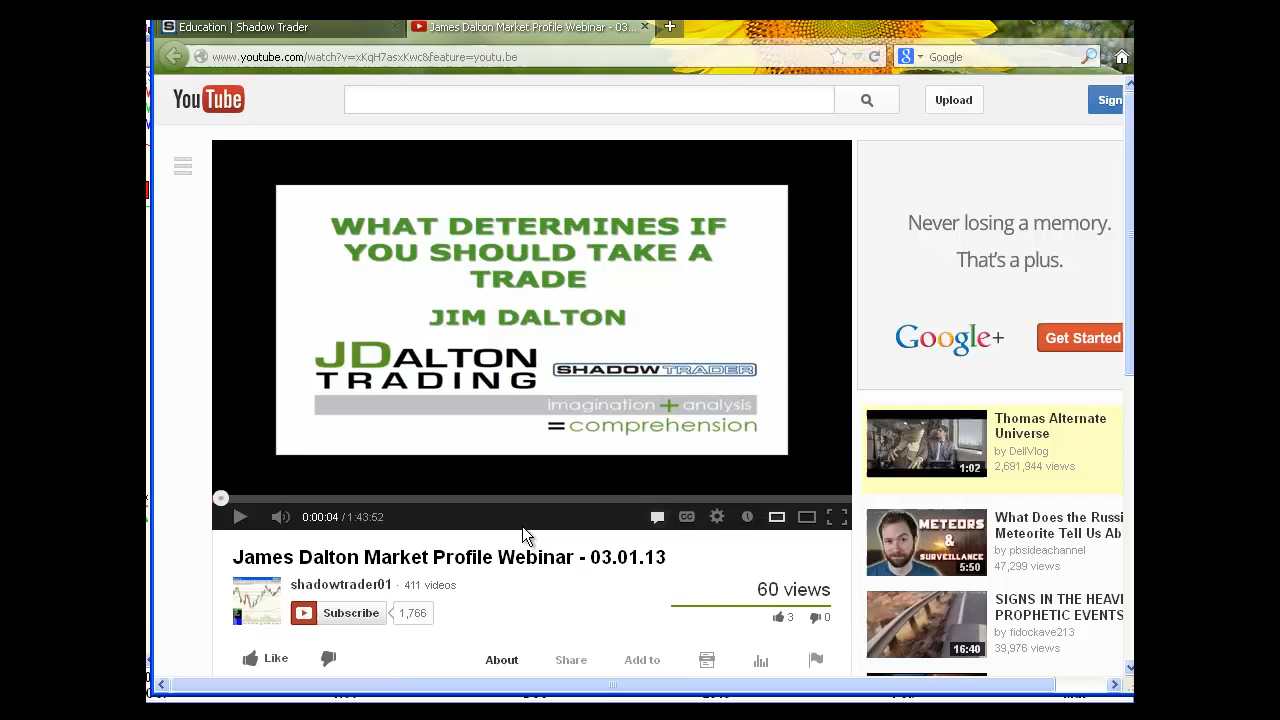 Education | Shadow Trader
James Dalton Market Profile Webinar - 03...
www.youtube.com/watch?v=xKqH7asxKwc&feature=youtu.be
Google
YouTube
Upload
Sign
WHAT DETERMINES IF
YOU SHOULD TAKE A
TRADE
JIM DALTON
JDALTON
TRADING
SHADOWTRADER
imagination + analysis
= comprehension
0:00:04 / 1:43:52
CC
James Dalton Market Profile Webinar - 03.01.13
shadowtrader01 · 411 videos
Subscribe 1,766
60 views
3 0
Like
About Share Add to
Never losing a memory.
That's a plus.
Google+
Get Started
Thomas Alternate
Universe
by DellVlog
2,691,944 views
1:02
What Does the Russi
Meteorite Tell Us Ab
by pbsideachannel
47,299 views
METEORS
&
SURVEILLANCE
5:50
SIGNS IN THE HEAVE
PROPHETIC EVENTS
by fidockave213
39,976 views
16:40